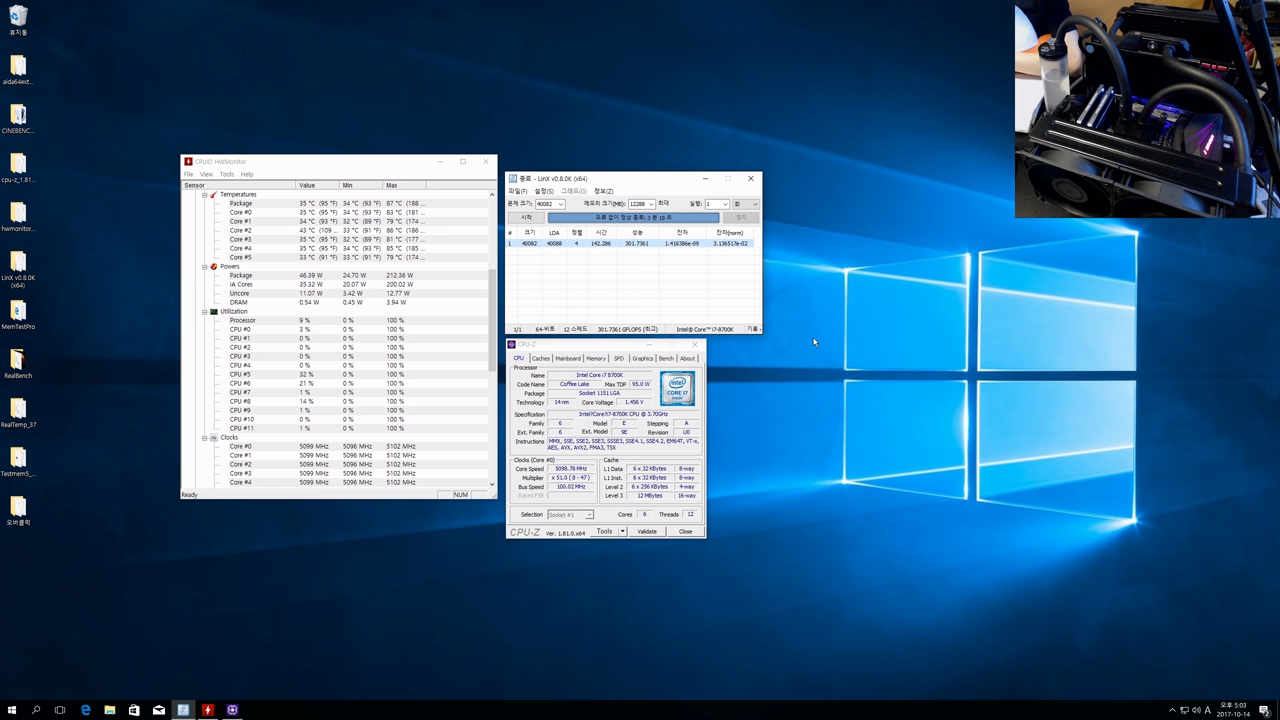 휴지통
aida64ext...
CINEBENC...
cpu-z_1.81...
hwmonitor...
LinX v0.8.0K
(x64)
MemTestPro
RealBench
RealTemp_37
Testmem5_...
오버클럭
CPUID HWMonitor
File View Tools Help
Sensor Value Min Max
Temperatures
Package 35 °C (95 °F) 34 °C (93 °F) 87 °C (188 ...
Core #0 35 °C (95 °F) 34 °C (93 °F) 83 °C (181 ...
Core #1 34 °C (93 °F) 32 °C (89 °F) 79 °C (174 ...
Core #2 43 °C (109 ... 33 °C (91 °F) 86 °C (186 ...
Core #3 35 °C (95 °F) 32 °C (89 °F) 81 °C (177 ...
Core #4 35 °C (95 °F) 34 °C (93 °F) 85 °C (185 ...
Core #5 33 °C (91 °F) 33 °C (91 °F) 79 °C (174 ...
Powers
Package 46.39 W 24.70 W 212.36 W
IA Cores 35.32 W 20.07 W 200.02 W
Uncore 11.07 W 3.42 W 12.77 W
DRAM 0.54 W 0.45 W 3.94 W
Utilization
Processor 9 % 0 % 100 %
CPU #0 3 % 0 % 100 %
CPU #1 0 % 0 % 100 %
CPU #2 0 % 0 % 100 %
CPU #3 0 % 0 % 100 %
CPU #4 0 % 0 % 100 %
CPU #5 32 % 0 % 100 %
CPU #6 21 % 0 % 100 %
CPU #7 1 % 0 % 100 %
CPU #8 14 % 0 % 100 %
CPU #9 1 % 0 % 100 %
CPU #10 0 % 0 % 100 %
CPU #11 1 % 0 % 100 %
Clocks
Core #0 5099 MHz 5096 MHz 5102 MHz
Core #1 5099 MHz 5096 MHz 5102 MHz
Core #2 5099 MHz 5096 MHz 5102 MHz
Core #3 5099 MHz 5096 MHz 5102 MHz
Core #4 5099 MHz 5096 MHz 5102 MHz
Ready NUM
종료 - LinX v0.8.0K (x64)
파일(F) 설정(S) 그래프(G) 정보(Z)
문제 크기: 40082 메모리 크기(MB): 12288 최대 실행: 1 회
시작 오류 없이 정상 종료: 3 분 19 초 정지
# 크기 LDA 정렬 시간 성능 잔차 잔차(norm)
1 40082 40088 4 142.286 301.7361 1.416386e-09 3.136517e-02
1/1 64-비트 12 스레드 301.7361 GFLOPS (최고) Intel® Core™ i7-8700K 기록 ›
CPU-Z
CPU Caches Mainboard Memory SPD Graphics Bench About
Processor
Name Intel Core i7 8700K
Code Name Coffee Lake Max TDP 95.0 W
Package Socket 1151 LGA
Technology 14 nm Core Voltage 1.456 V
intel
CORE i7
inside
Specification Intel?Core?i7-8700K CPU @ 3.70GHz
Family 6 Model E Stepping A
Ext. Family 6 Ext. Model 9E Revision U0
Instructions MMX, SSE, SSE2, SSE3, SSSE3, SSE4.1, SSE4.2, EM64T, VT-x,
AES, AVX, AVX2, FMA3, TSX
Clocks (Core #0)
Core Speed 5098.78 MHz
Multiplier x 51.0 ( 8 - 47 )
Bus Speed 100.02 MHz
Rated FSB
Cache
L1 Data 6 x 32 KBytes 8-way
L1 Inst. 6 x 32 KBytes 8-way
Level 2 6 x 256 KBytes 4-way
Level 3 12 MBytes 16-way
Selection Socket #1 Cores 6 Threads 12
CPU-Z Ver. 1.81.0.x64 Tools Validate Close
A
오후 5:03
2017-10-14